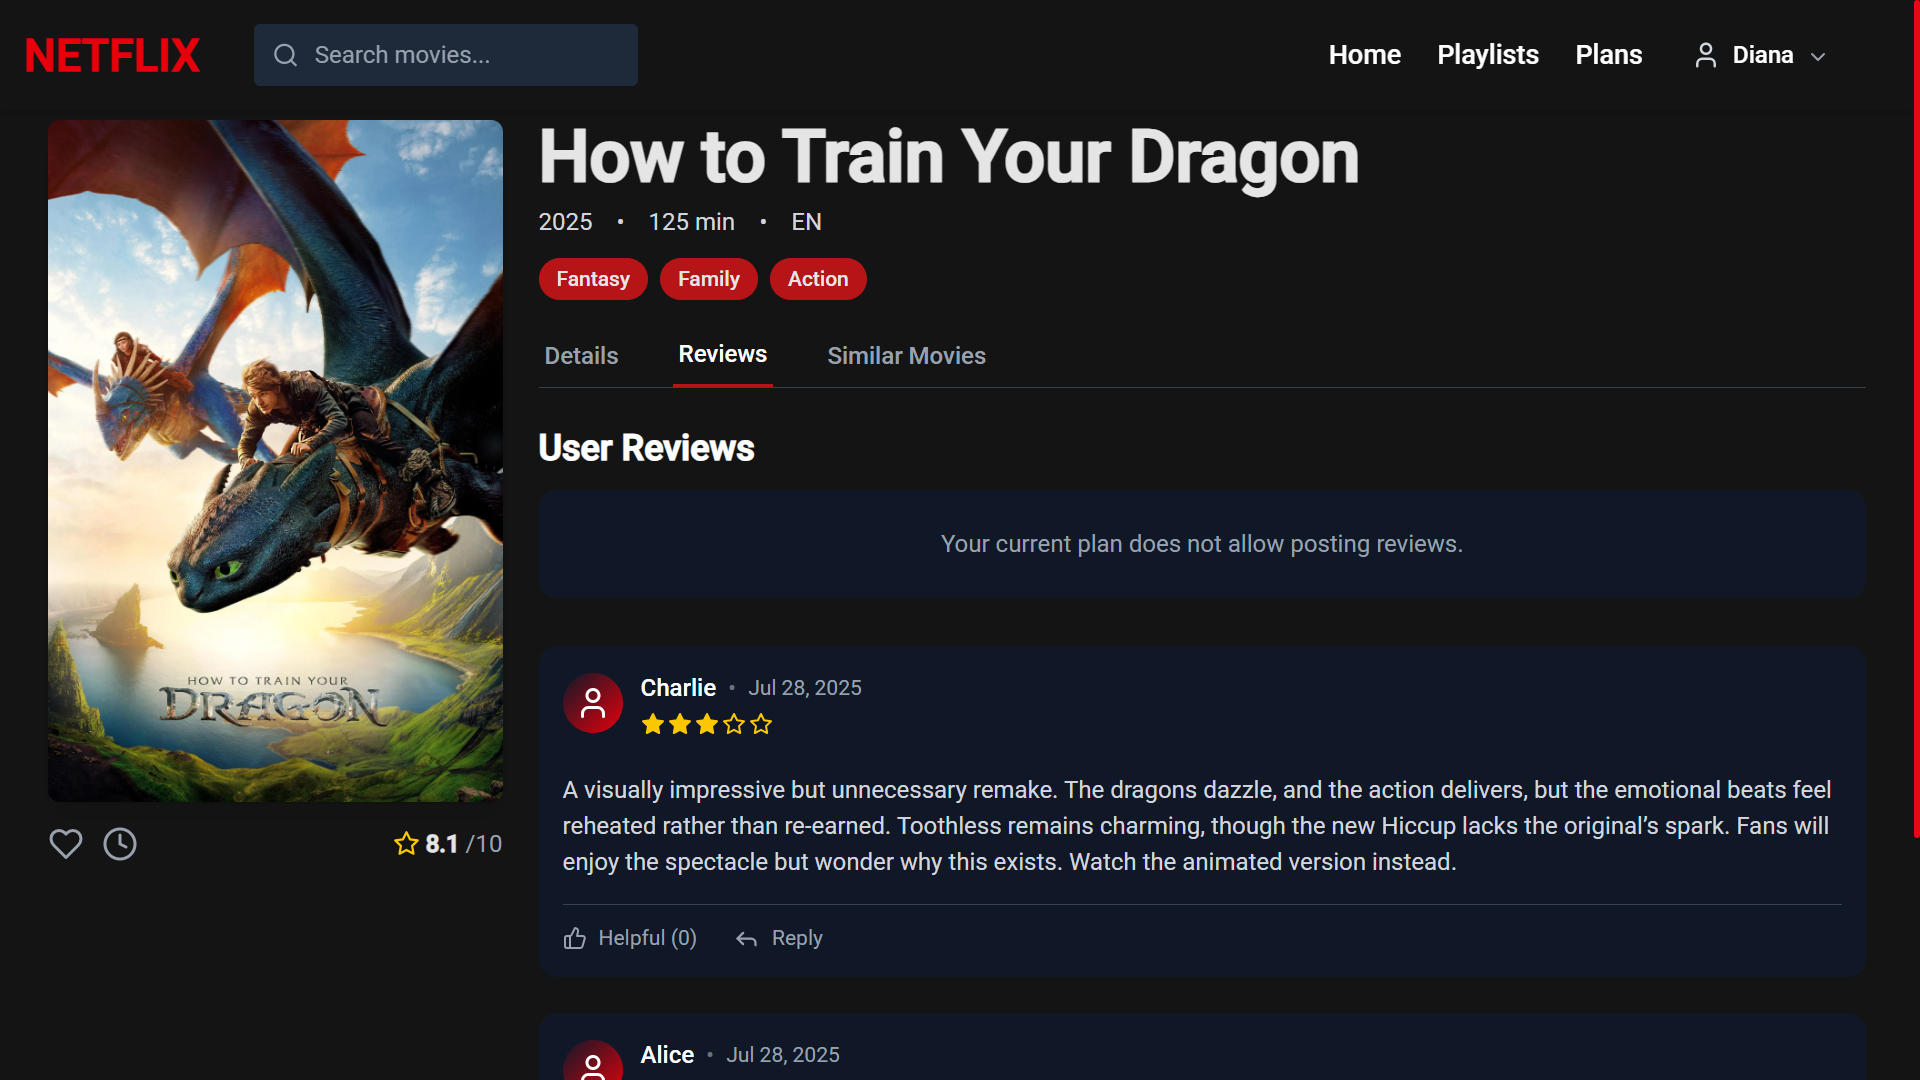 NETFLIX
Search movies...
Home
Playlists
Plans
Diana
HOW TO TRAIN YOUR
DRAGON
8.1 /10
How to Train Your Dragon
2025 • 125 min • EN
Fantasy
Family
Action
Details
Reviews
Similar Movies
User Reviews
Your current plan does not allow posting reviews.
Charlie • Jul 28, 2025
A visually impressive but unnecessary remake. The dragons dazzle, and the action delivers, but the emotional beats feel
reheated rather than re-earned. Toothless remains charming, though the new Hiccup lacks the original’s spark. Fans will
enjoy the spectacle but wonder why this exists. Watch the animated version instead.
Helpful (0)
Reply
Alice • Jul 28, 2025